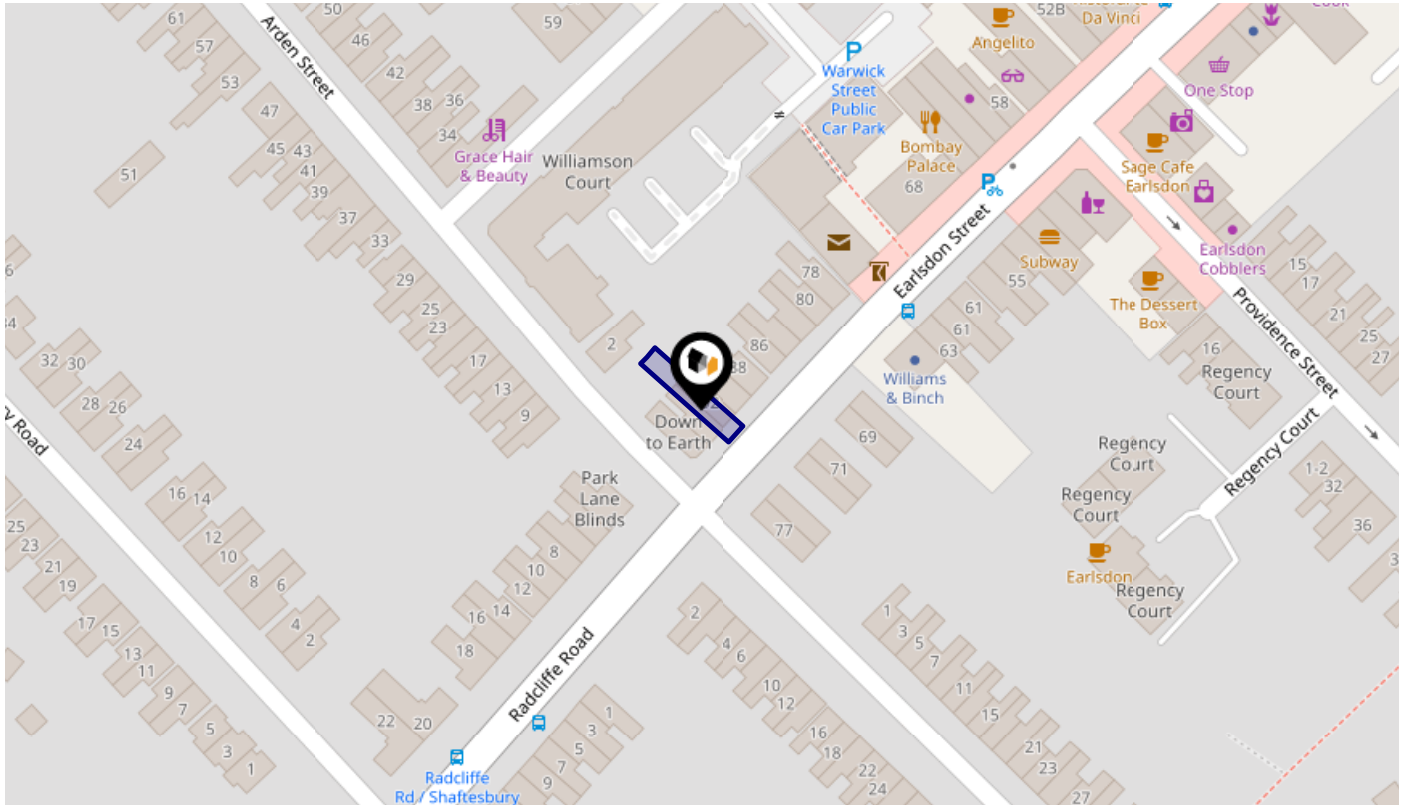 61
57
53
50
46
42
38
36
34
59
Arden Street
47
45
43
41
39
37
33
51
29
25
23
17
13
9
Grace Hair
& Beauty
Williamson
Court
Warwick
Street
Public
Car Park
52B
Da Vinci
Angelito
58
Bombay
Palace
68
One Stop
Sage Cafe
Earlsdon
Earlsdon
Cobblers
Earlsdon Street
Subway
55
61
61
63
The Dessert
Box
Providence Street
15
17
21
25
27
78
80
86
88
2
Down
to Earth
Williams
& Binch
69
71
77
16
Regency
Court
Regency
Court
Regency
Court
Regency Court
Earlsdon
Regency
Court
1-2
32
36
32
30
28
26
24
16
14
12
10
8
6
4
2
25
23
21
19
17
15
13
11
9
7
5
3
1
Park
Lane
Blinds
8
10
12
14
16
18
22
20
Radcliffe Road
1
3
5
7
9
Radcliffe
Rd / Shaftesbury
2
4
6
10
12
16
18
22
24
1
3
5
7
11
15
21
23
27